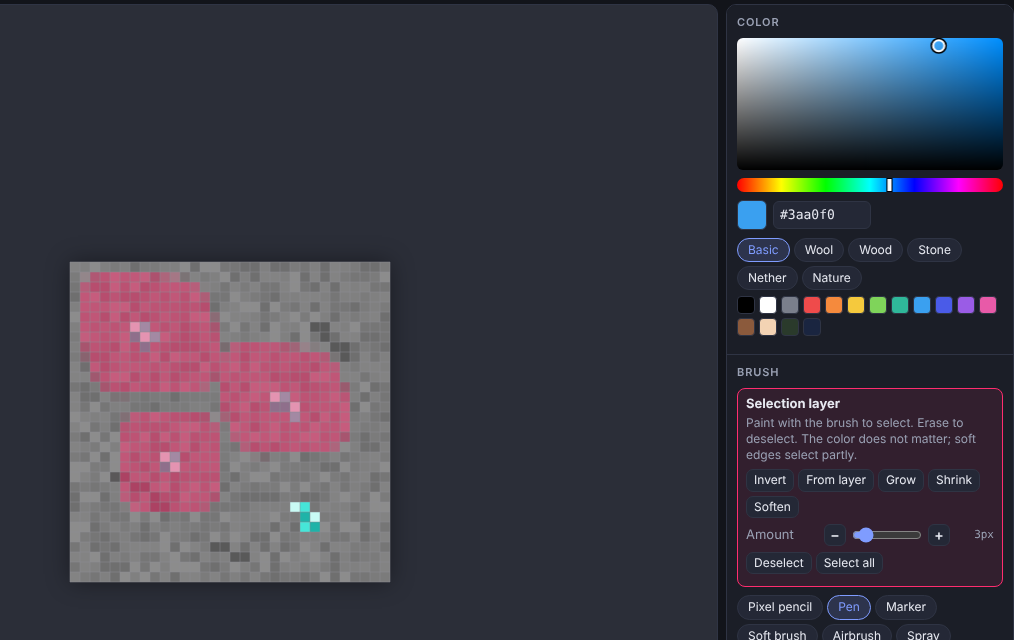 COLOR
#3aa0f0
Basic Wool Wood Stone
Nether Nature
BRUSH
Selection layer
Paint with the brush to select. Erase to
deselect. The color does not matter; soft
edges select partly.
Invert From layer Grow Shrink
Soften
Amount − + 3px
Deselect Select all
Pixel pencil Pen Marker
Soft brush Airbrush Spray